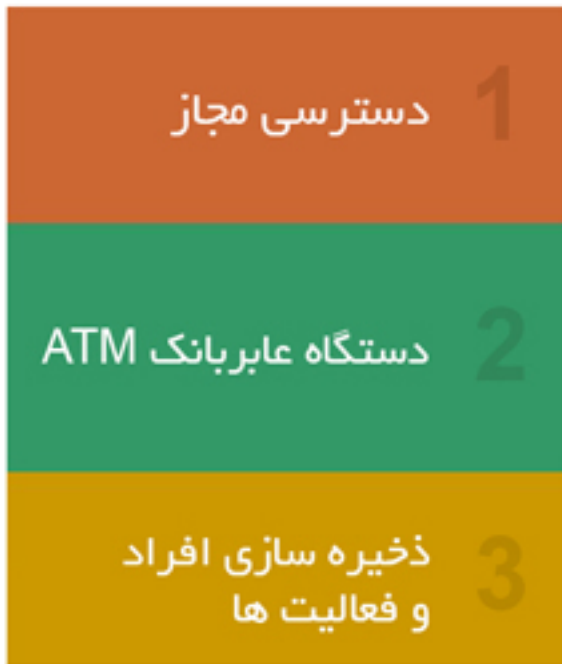 1
دسترسی مجاز
2
دستگاه عابربانک ATM
3
ذخیره سازی افراد
و فعالیت ها